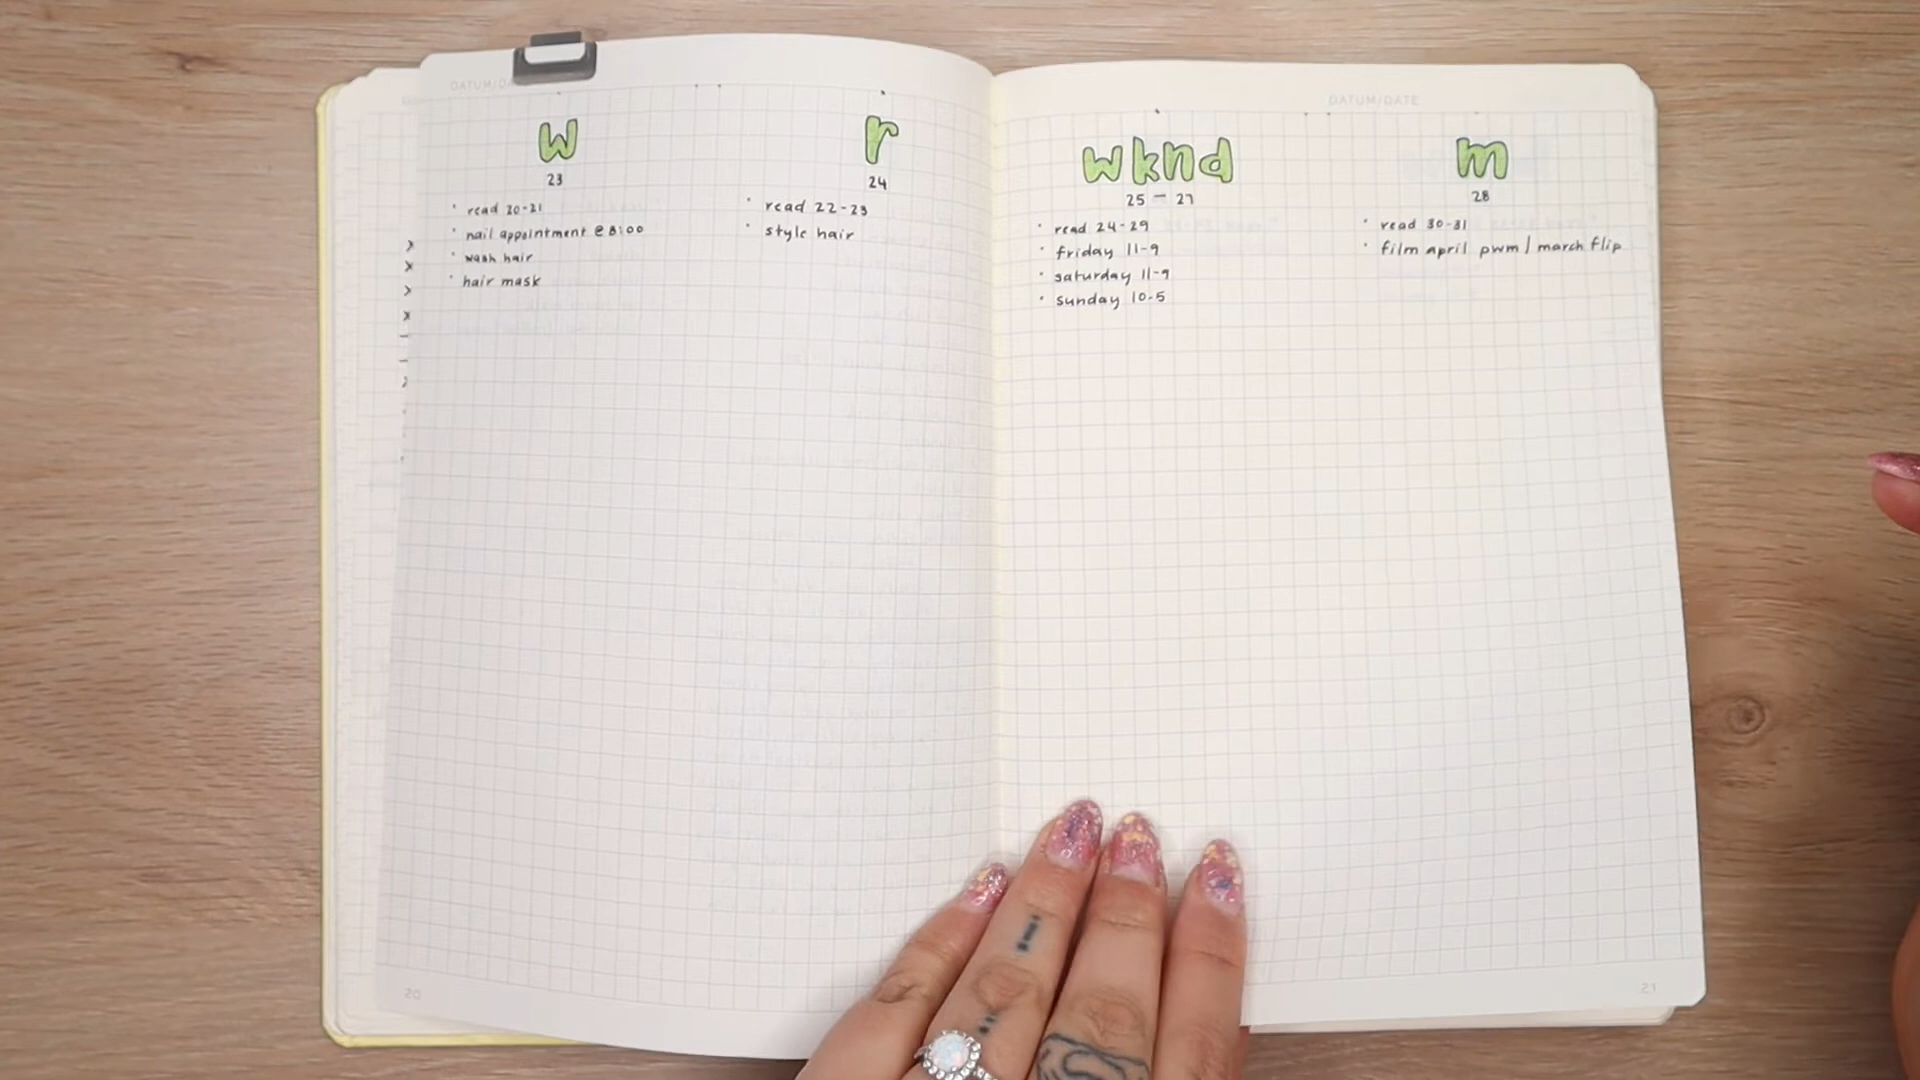 DATUM/DA
w
23
· read 20-21
· nail appointment @ 8:00
· wash hair
· hair mask
r
24
· read 22-23
· style hair
20
DATUM/DATE
wknd
25 - 27
· read 24-29
· friday 11-9
· saturday 11-9
· sunday 10-5
m
28
· read 30-31
· film april pwm / march flip
21